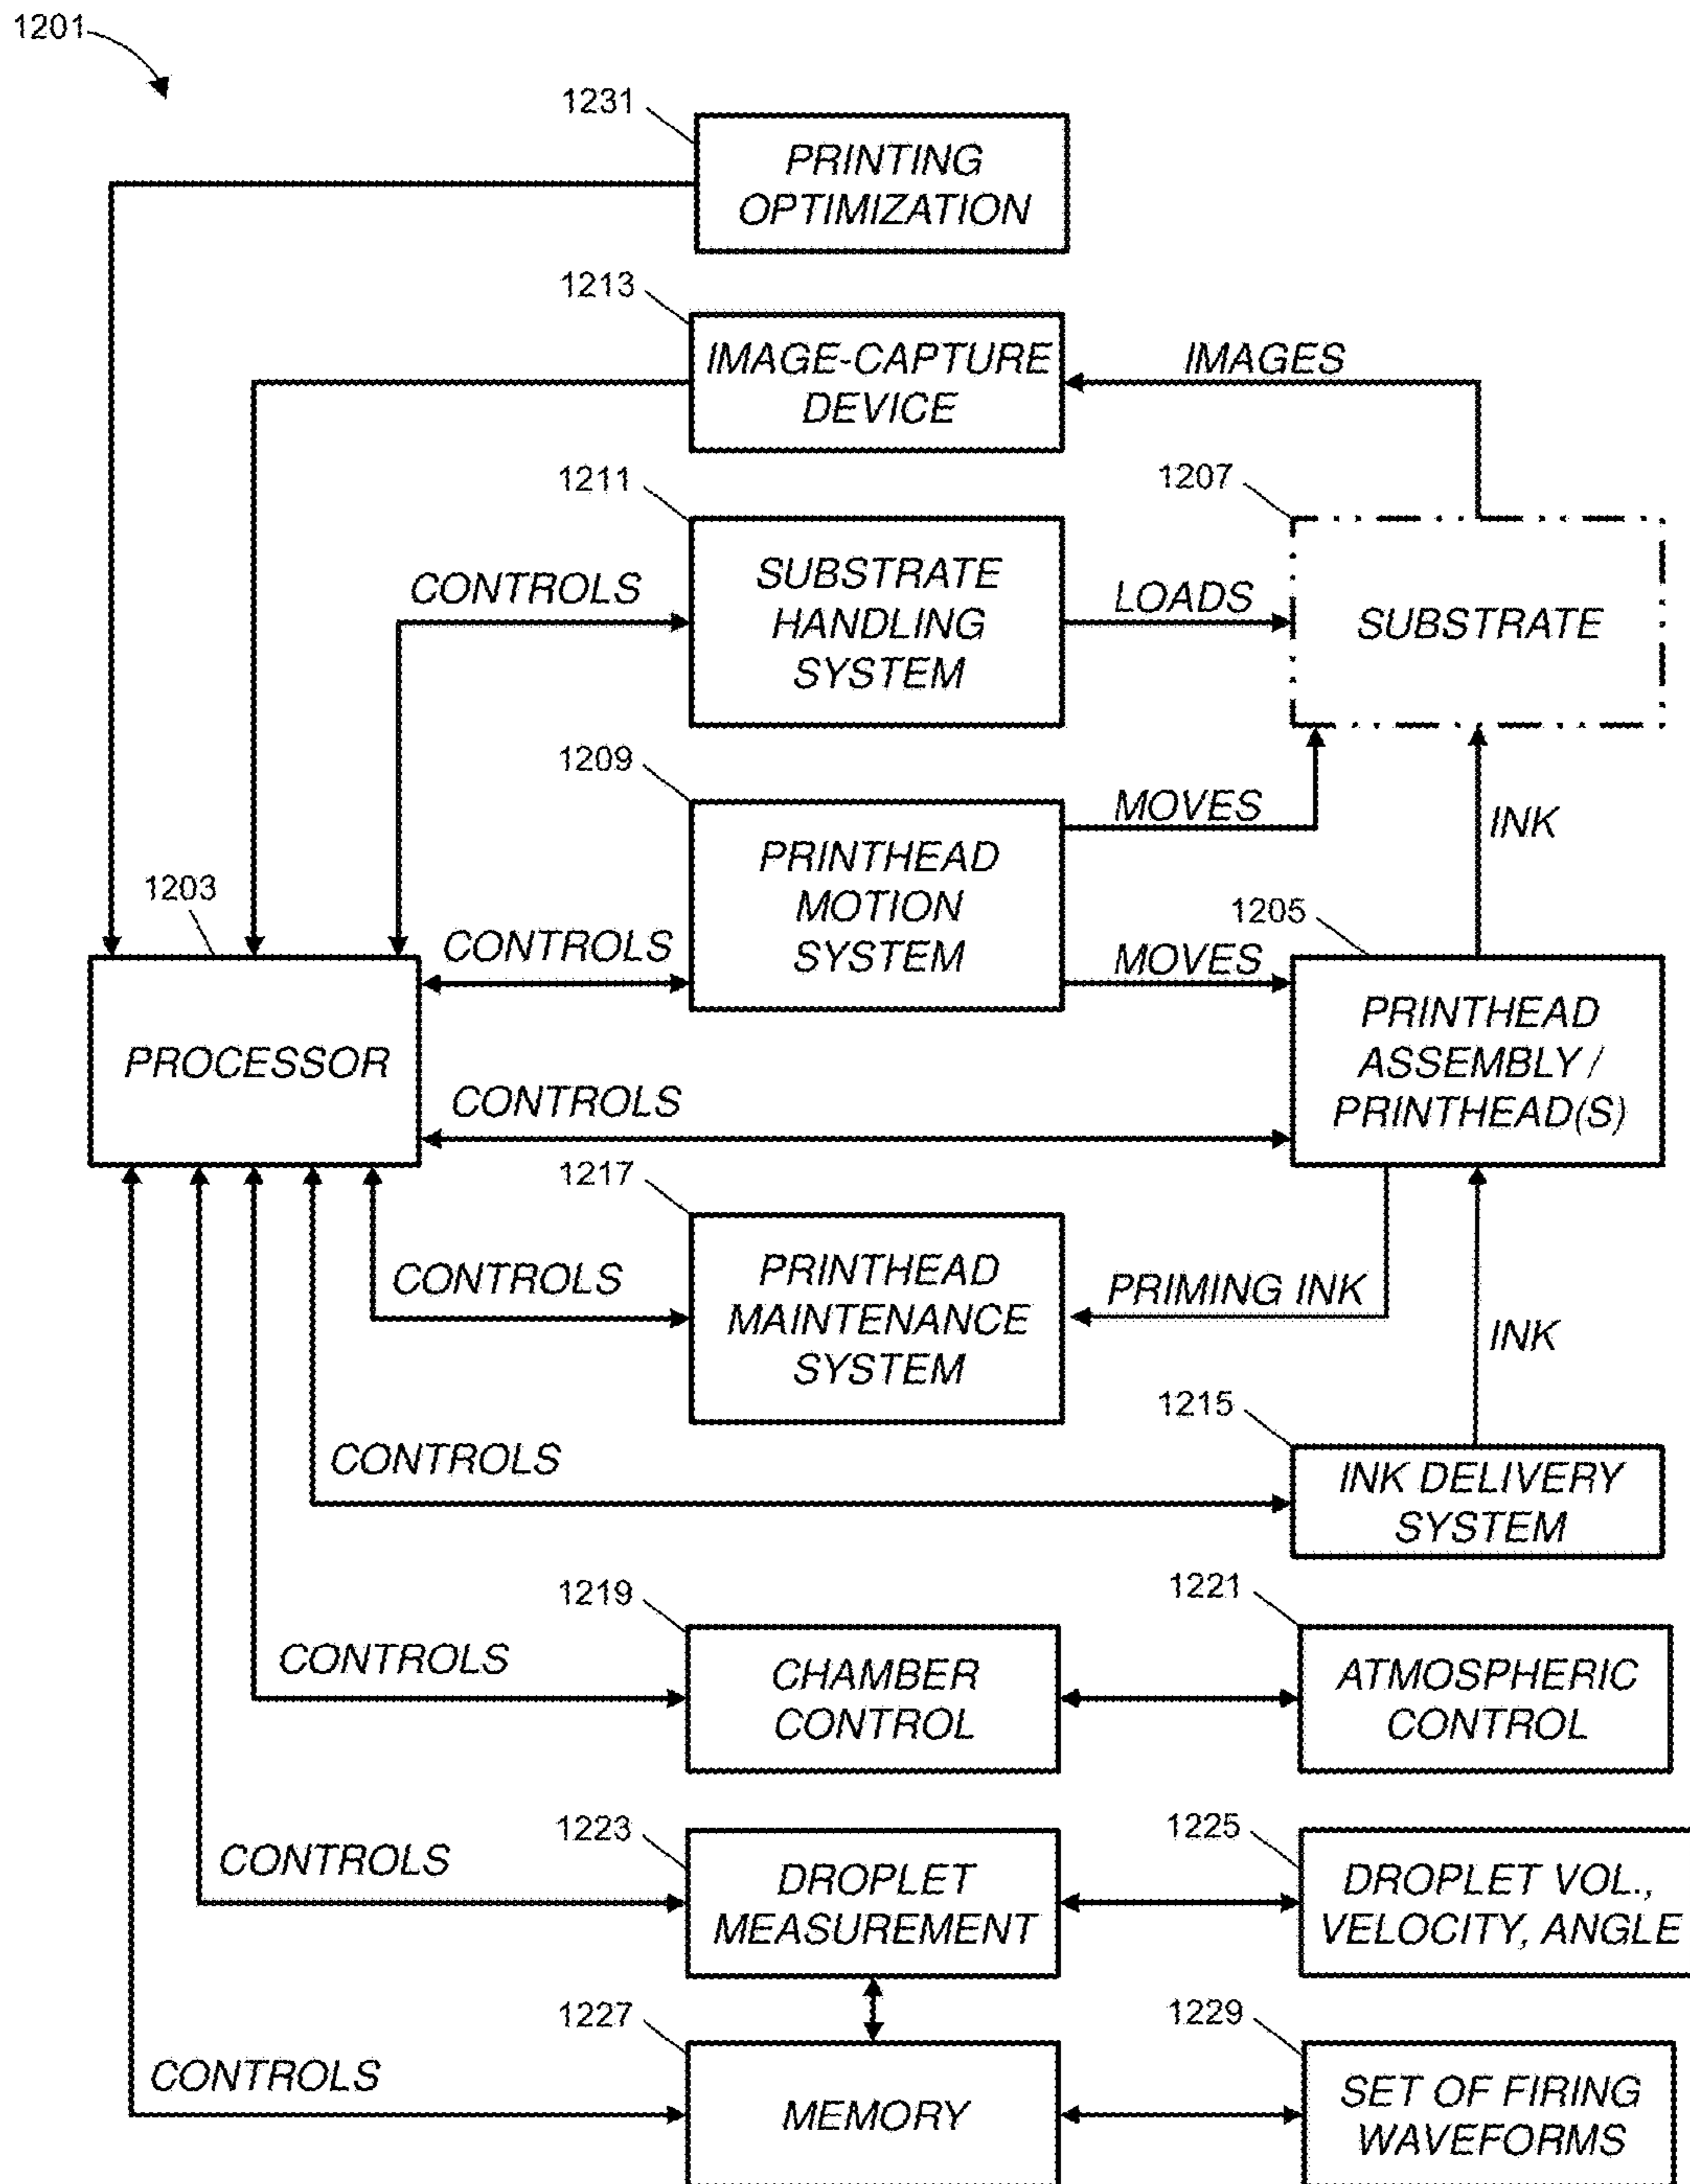 1201
1231
PRINTING
OPTIMIZATION
1213
IMAGE-CAPTURE
DEVICE
IMAGES
1211
1207
CONTROLS
SUBSTRATE
HANDLING
SYSTEM
LOADS
SUBSTRATE
1209
MOVES
INK
PRINTHEAD
MOTION
SYSTEM
1203
1205
CONTROLS
MOVES
PROCESSOR
PRINTHEAD
ASSEMBLY /
PRINTHEAD(S)
CONTROLS
1217
CONTROLS
PRINTHEAD
MAINTENANCE
SYSTEM
PRIMING INK
INK
1215
CONTROLS
INK DELIVERY
SYSTEM
1219
1221
CONTROLS
CHAMBER
CONTROL
ATMOSPHERIC
CONTROL
1223
1225
CONTROLS
DROPLET
MEASUREMENT
DROPLET VOL.,
VELOCITY, ANGLE
1227
1229
CONTROLS
MEMORY
SET OF FIRING
WAVEFORMS